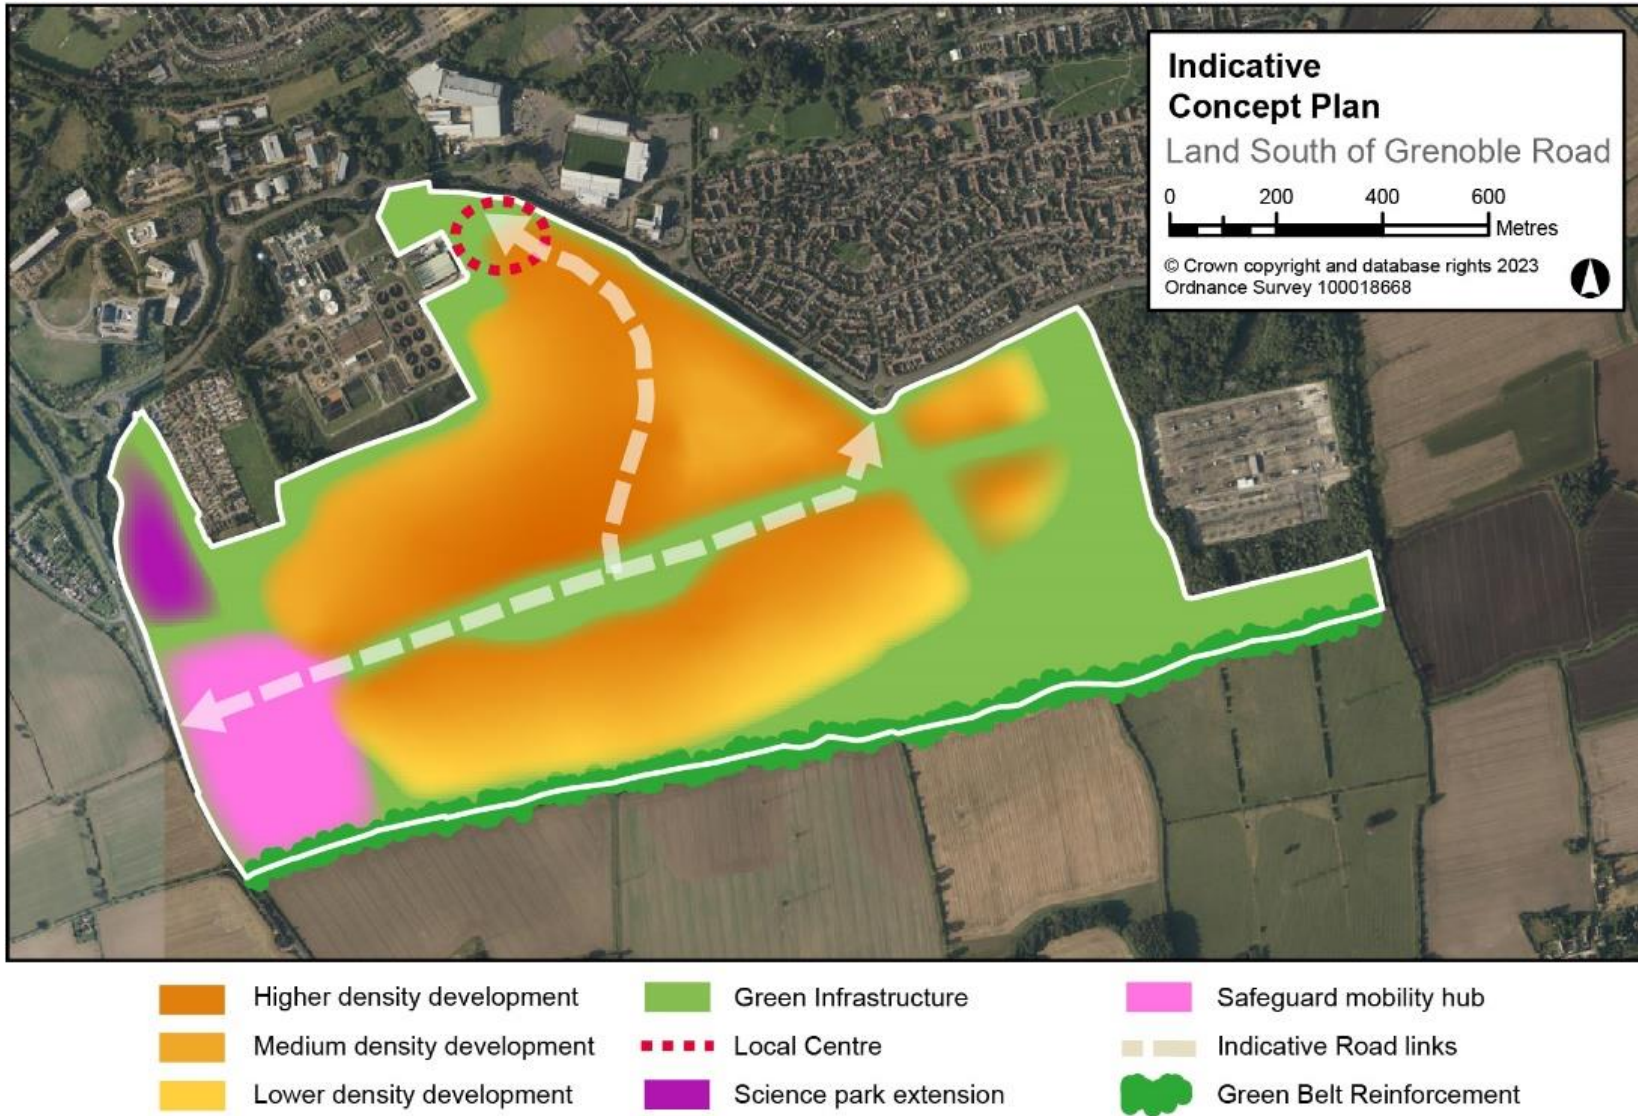 Indicative
Concept Plan
Land South of Grenoble Road
0 200 400 600
Metres
© Crown copyright and database rights 2023
Ordnance Survey 100018668
Higher density development
Medium density development
Lower density development
Green Infrastructure
Local Centre
Science park extension
Safeguard mobility hub
Indicative Road links
Green Belt Reinforcement